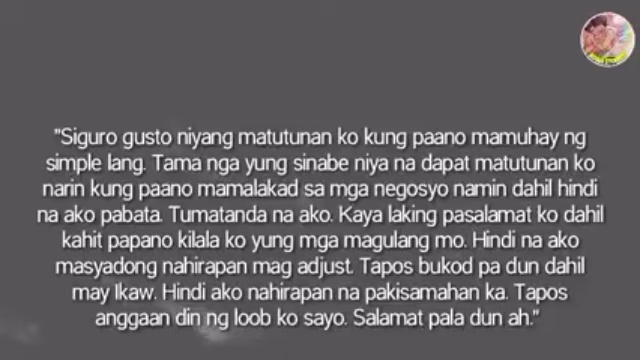 "Siguro gusto niyang matutunan ko kung paano mamuhay ng
simple lang. Tama nga yung sinabe niya na dapat matutunan ko
narin kung paano mamalakad sa mga negosyo namin dahil hindi
na ako pabata. Tumatanda na ako. Kaya laking pasalamat ko dahil
kahit papano kilala ko yung mga magulang mo. Hindi na ako
masyadong nahirapan mag adjust. Tapos bukod pa dun dahil
may Ikaw. Hindi ako nahirapan na pakisamahan ka. Tapos
anggaan din ng loob ko sayo. Salamat pala dun ah."